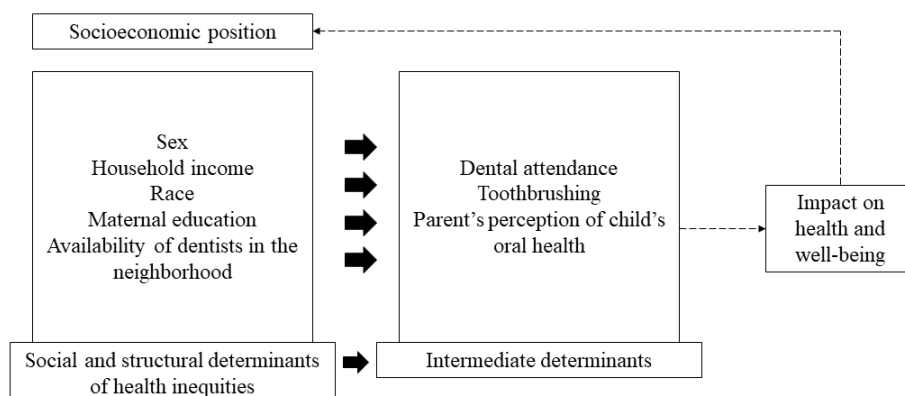 Socioeconomic position
Sex
Household income
Race
Maternal education
Availability of dentists in the
neighborhood
Social and structural determinants
of health inequities
Dental attendance
Toothbrushing
Parent's perception of child's
oral health
Intermediate determinants
Impact on
health and
well-being